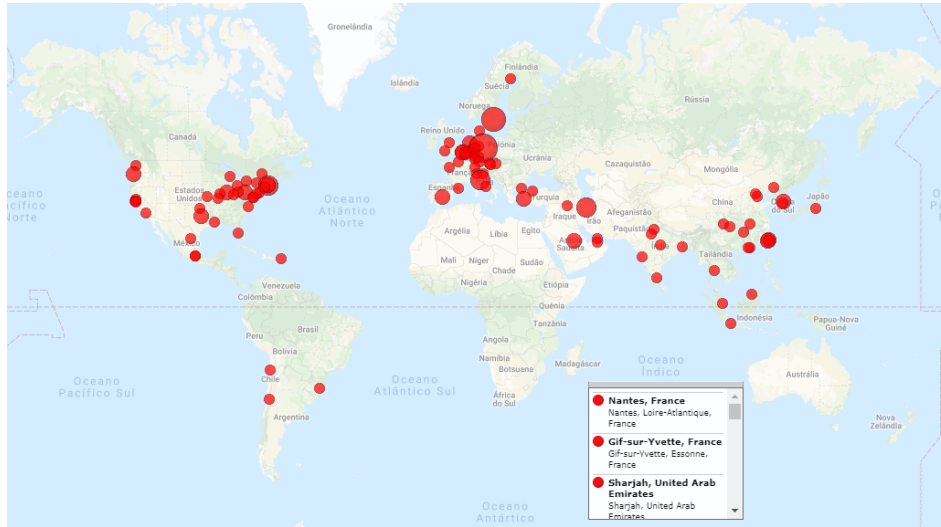 Gronelândia
Islândia
Finlândia
Suécia
Noruega
Rússia
Canadá
Reino Unido
Polónia
Ucrânia
Cazaquistão
Mongólia
França
Espanha
Turquia
Estados
Unidos
Oceano
Atlântico
Norte
China
Japão
Coreia
do Sul
Iraque
Irão
Afeganistão
Paquistão
Argélia
Líbia
Egito
Arábia
Saudita
Índia
México
Mali
Níger
Chade
Sudão
Tailândia
Nigéria
Etiópia
Venezuela
Colômbia
Quénia
Tanzânia
Indonésia
Papua-Nova
Guiné
Peru
Brasil
Bolívia
Angola
Namíbia
Botsuana
Madagáscar
Oceano
Índico
Austrália
Oceano
Pacífico Sul
Oceano
Atlântico Sul
Chile
Argentina
África
do Sul
Nova
Zelândia
Oceano
Antártico
Nantes, France
Nantes, Loire-Atlantique,
France
Gif-sur-Yvette, France
Gif-sur-Yvette, Essonne,
France
Sharjah, United Arab
Emirates
Sharjah, United Arab
Emirates